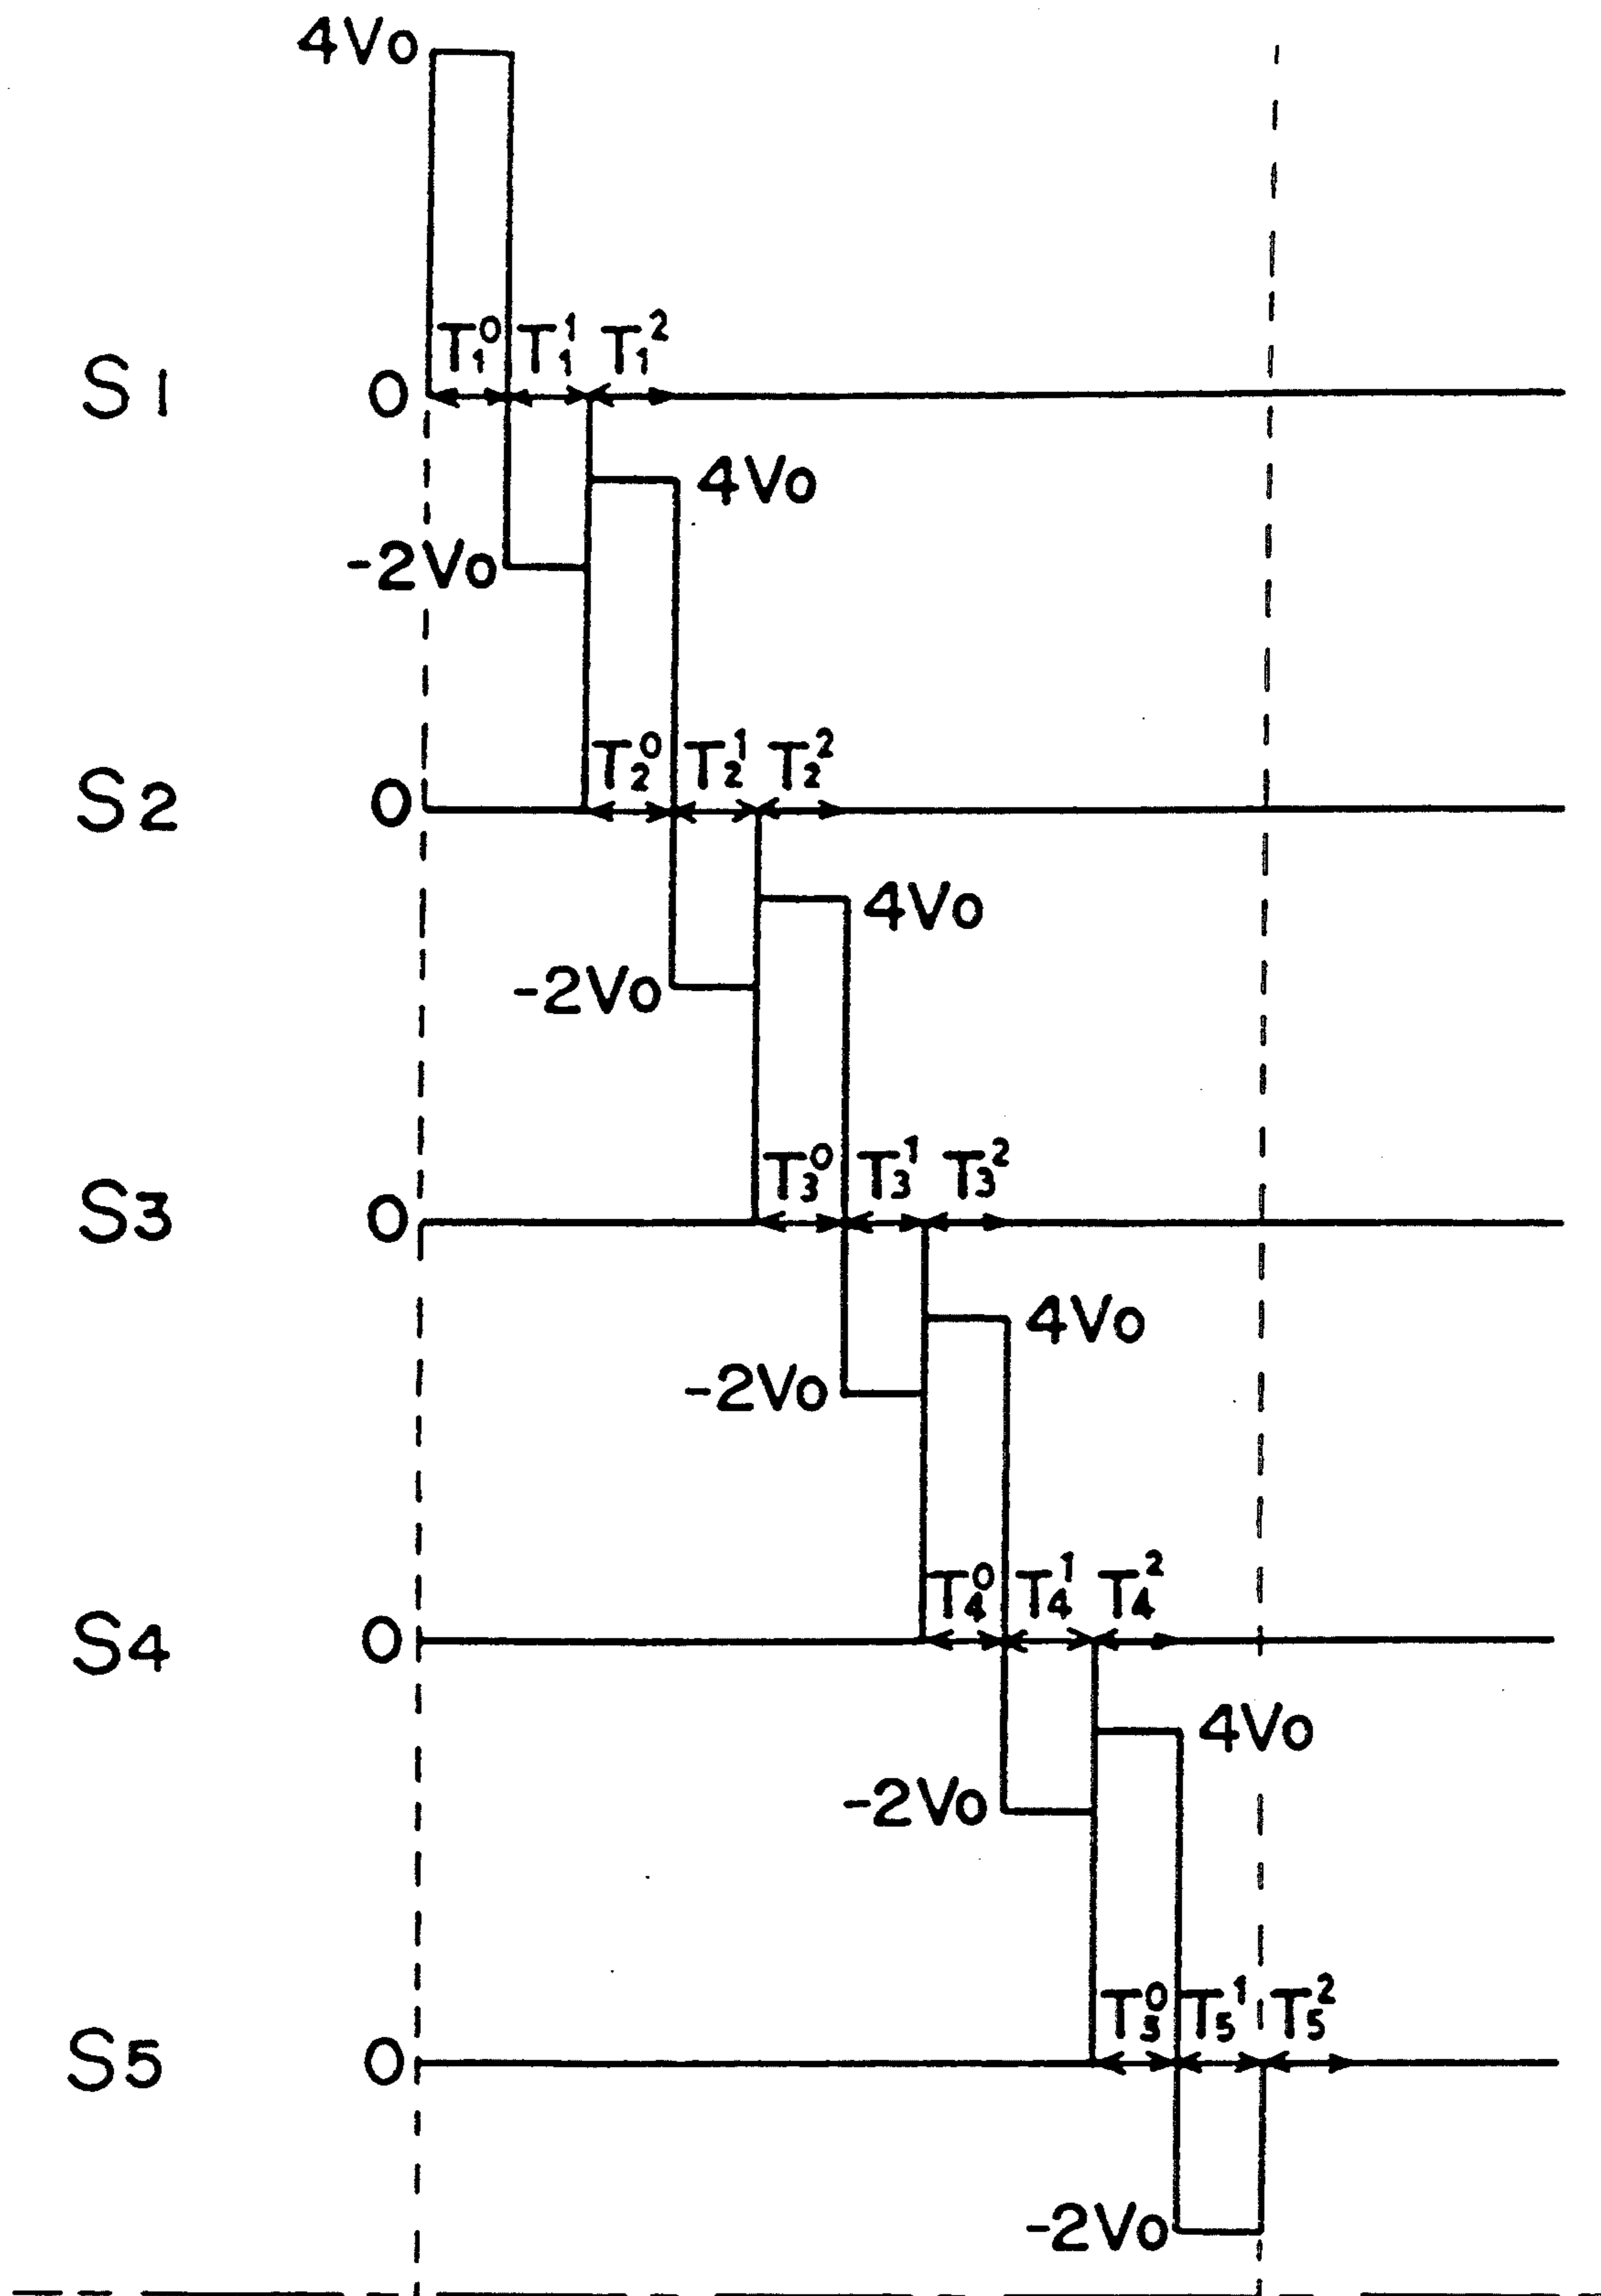 4Vo
T₁⁰ T₁¹ T₁²
S1 0
4Vo
-2Vo
T₂⁰ T₂¹ T₂²
S2 0
4Vo
-2Vo
T₃⁰ T₃¹ T₃²
S3 0
4Vo
-2Vo
T₄⁰ T₄¹ T₄²
S4 0
4Vo
-2Vo
T₅⁰ T₅¹ T₅²
S5 0
-2Vo